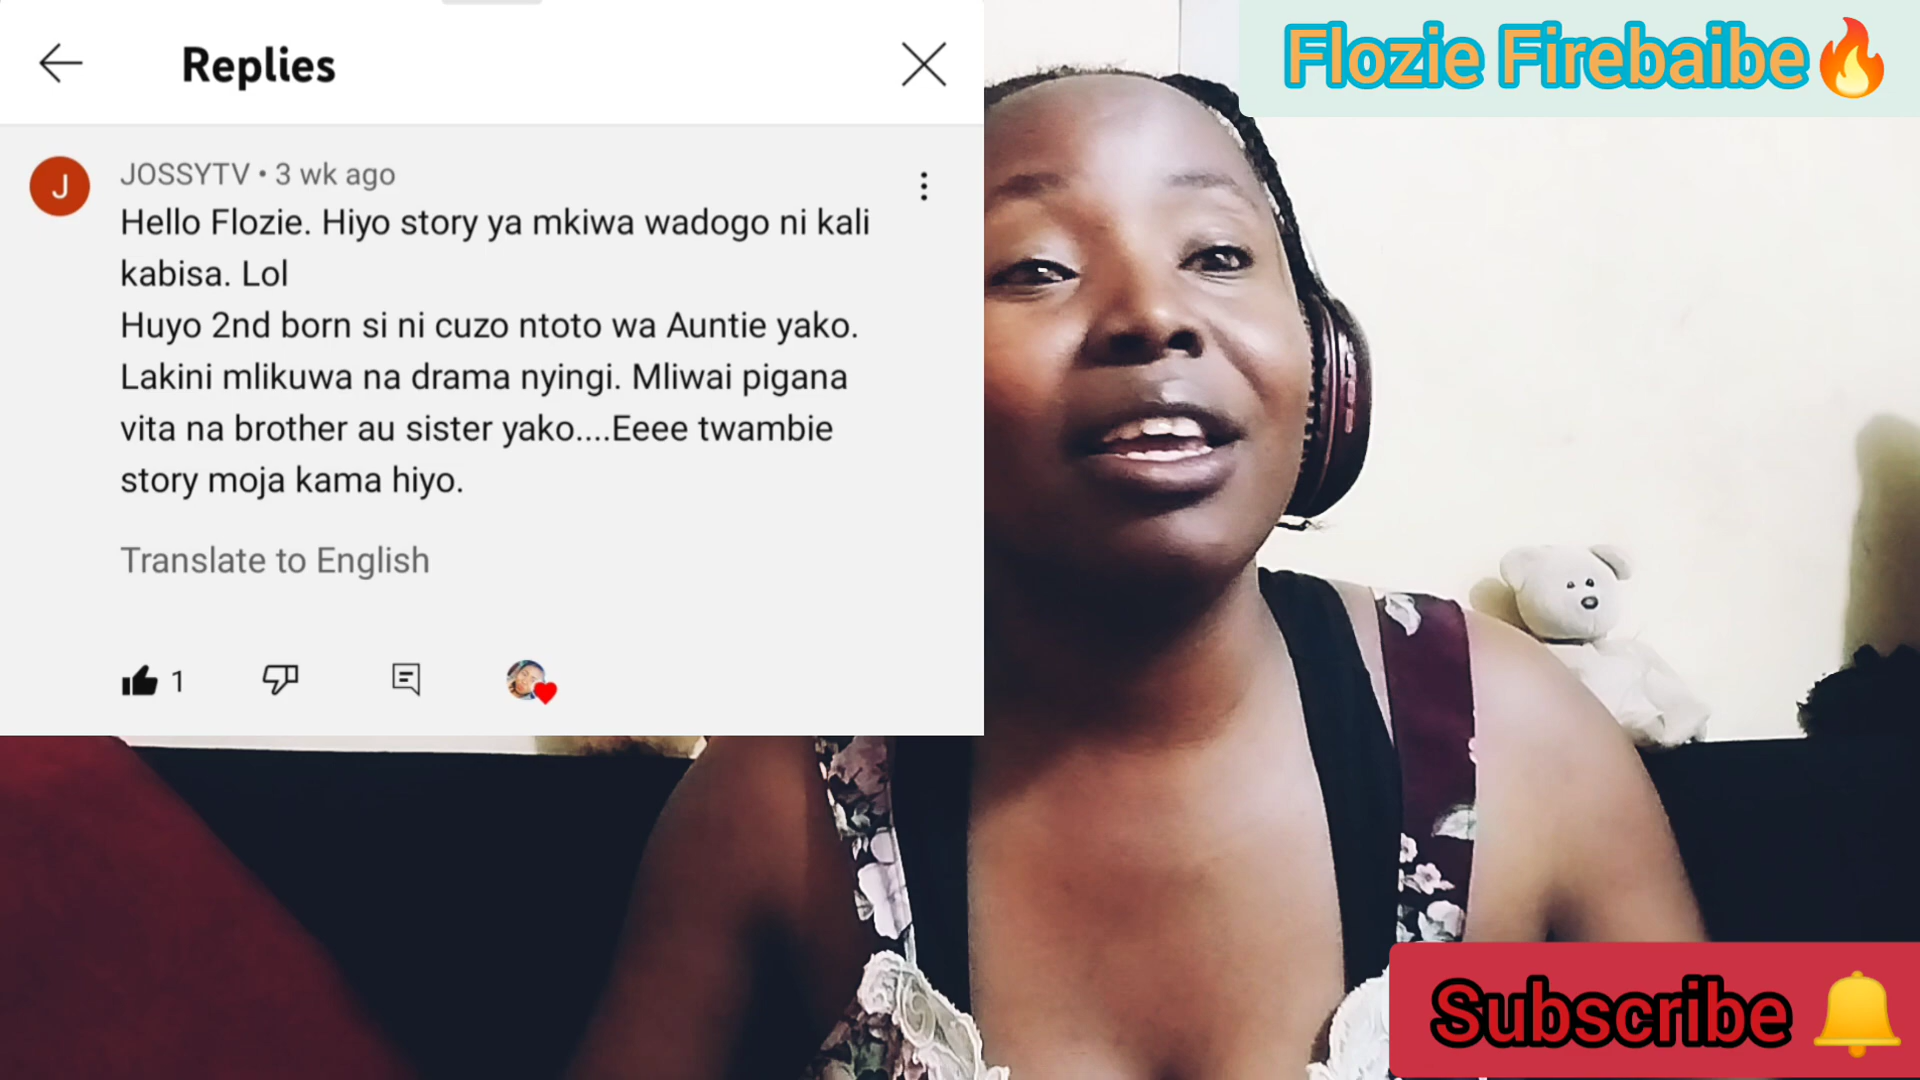 Replies
JOSSYTV • 3 wk ago
Hello Flozie. Hiyo story ya mkiwa wadogo ni kali
kabisa. Lol
Huyo 2nd born si ni cuzo ntoto wa Auntie yako.
Lakini mlikuwa na drama nyingi. Mliwai pigana
vita na brother au sister yako....Eeee twambie
story moja kama hiyo.
Translate to English
1
Flozie Firebaibe🔥
Subscribe 🔔
J